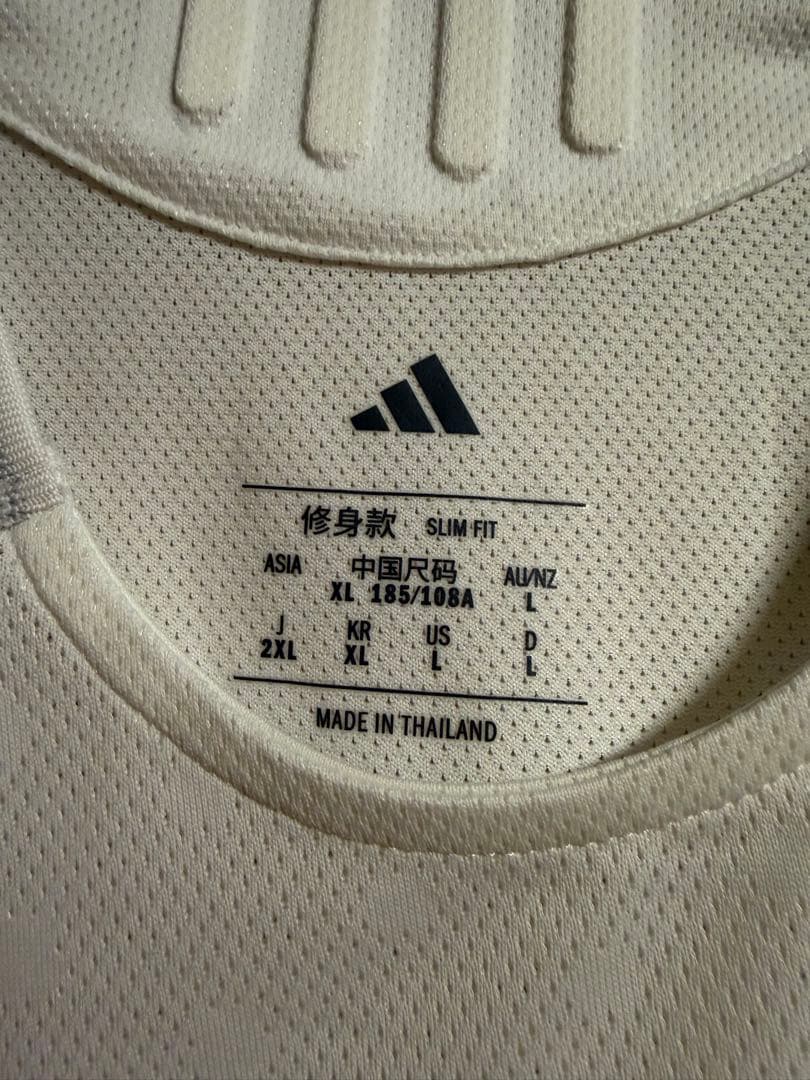 修身款 SLIM FIT
ASIA 中国尺码 AU/NZ
XL 185/108A L
J KR US D
2XL XL L L
MADE IN THAILAND